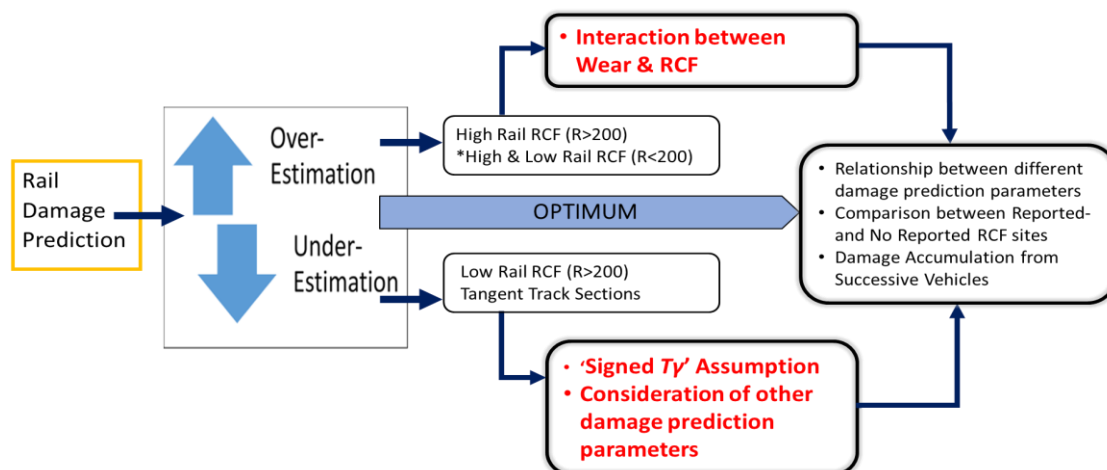 Rail
Damage
Prediction
Over-
Estimation
Under-
Estimation
High Rail RCF (R>200)
*High & Low Rail RCF (R<200)
• Interaction between
Wear & RCF
OPTIMUM
Low Rail RCF (R>200)
Tangent Track Sections
• ‘Signed Tγ’ Assumption
• Consideration of other
damage prediction
parameters
• Relationship between different
damage prediction parameters
• Comparison between Reported-
and No Reported RCF sites
• Damage Accumulation from
Successive Vehicles